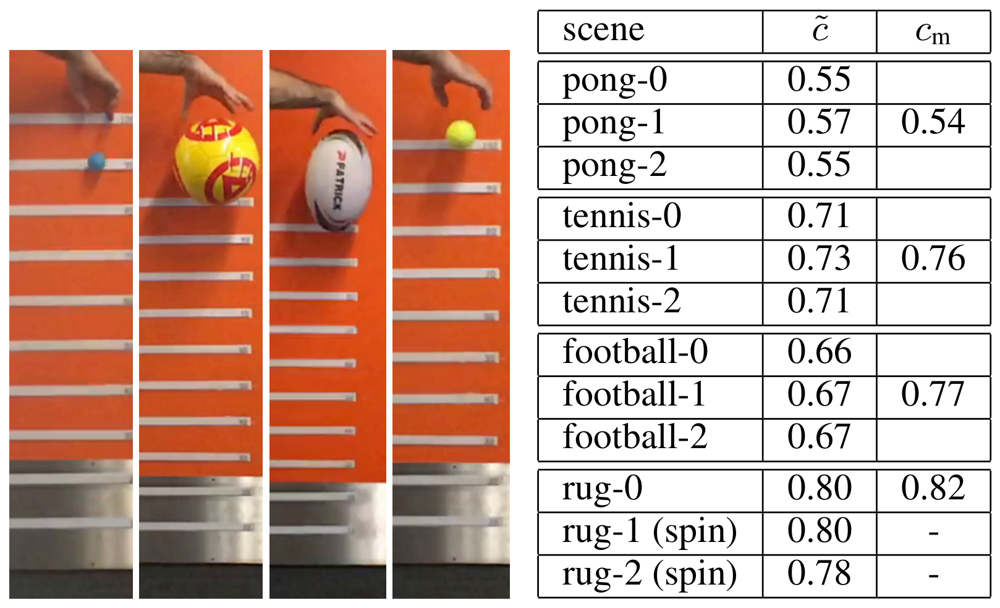 PATRICK
scene c̃ cm
pong-0 0.55
pong-1 0.57 0.54
pong-2 0.55
tennis-0 0.71
tennis-1 0.73 0.76
tennis-2 0.71
football-0 0.66
football-1 0.67 0.77
football-2 0.67
rug-0 0.80 0.82
rug-1 (spin) 0.80 -
rug-2 (spin) 0.78 -